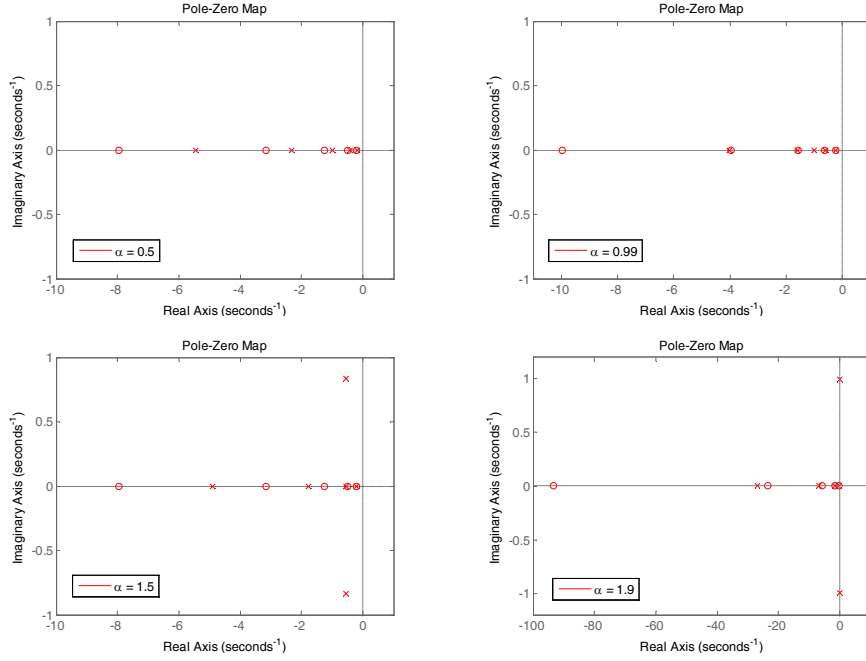 Pole-Zero Map
1
0.5
0
-0.5
-1
-10
-8
-6
-4
-2
0
Real Axis (seconds⁻¹)
Imaginary Axis (seconds⁻¹)
α = 0.5
Pole-Zero Map
1
0.5
0
-0.5
-1
-10
-8
-6
-4
-2
0
Real Axis (seconds⁻¹)
Imaginary Axis (seconds⁻¹)
α = 0.99
Pole-Zero Map
1
0.5
0
-0.5
-1
-10
-8
-6
-4
-2
0
Real Axis (seconds⁻¹)
Imaginary Axis (seconds⁻¹)
α = 1.5
Pole-Zero Map
1
0.5
0
-0.5
-1
-100
-80
-60
-40
-20
0
Real Axis (seconds⁻¹)
Imaginary Axis (seconds⁻¹)
α = 1.9